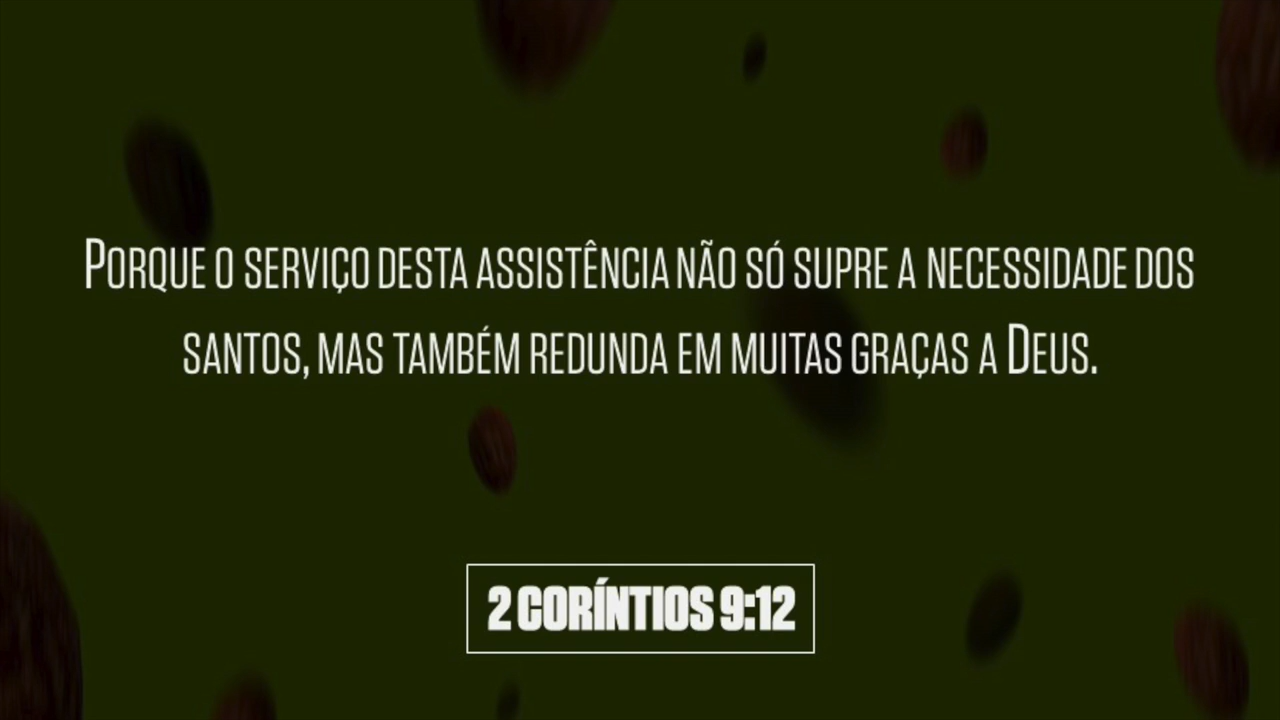 Porque o serviço desta assistência não só supre a necessidade dos
santos, mas também redunda em muitas graças a Deus.
2 CORÍNTIOS 9:12